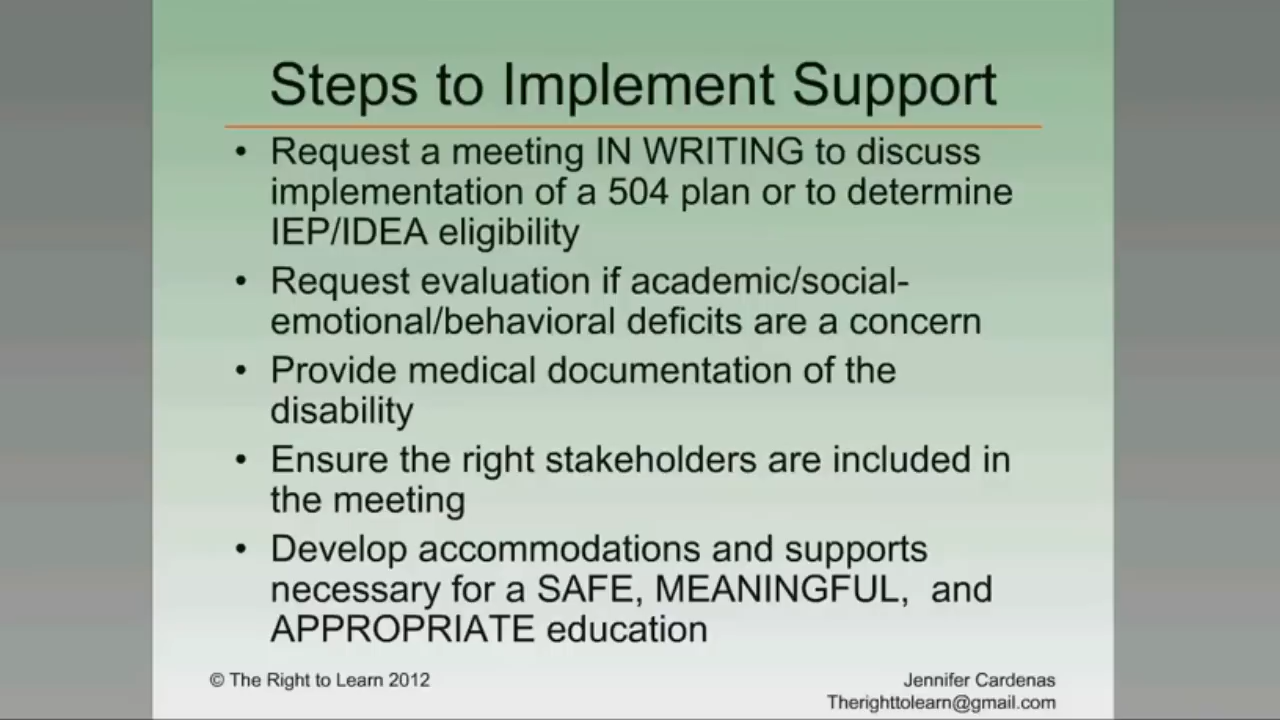 Steps to Implement Support
• Request a meeting IN WRITING to discuss
implementation of a 504 plan or to determine
IEP/IDEA eligibility
• Request evaluation if academic/social-
emotional/behavioral deficits are a concern
• Provide medical documentation of the
disability
• Ensure the right stakeholders are included in
the meeting
• Develop accommodations and supports
necessary for a SAFE, MEANINGFUL,  and
APPROPRIATE education
© The Right to Learn 2012
Jennifer Cardenas
Therighttolearn@gmail.com